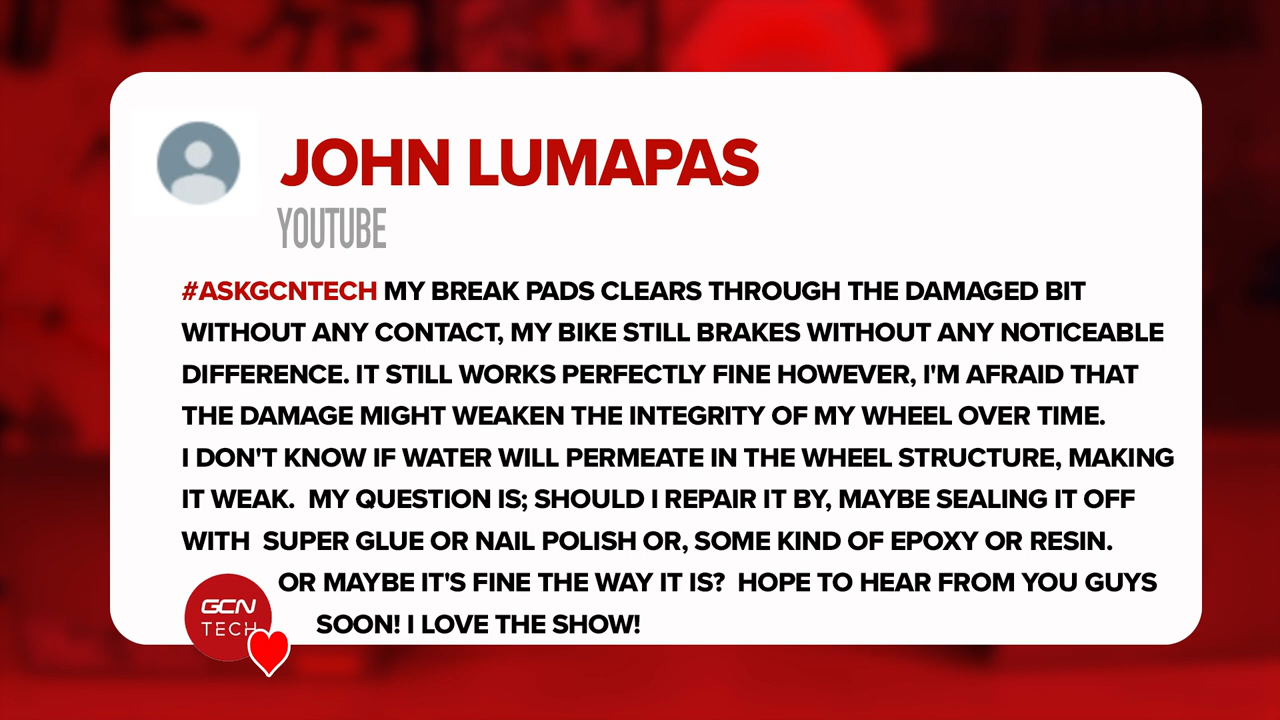 JOHN LUMAPAS
YOUTUBE
#ASKGCNTECH MY BREAK PADS CLEARS THROUGH THE DAMAGED BIT
WITHOUT ANY CONTACT, MY BIKE STILL BRAKES WITHOUT ANY NOTICEABLE
DIFFERENCE. IT STILL WORKS PERFECTLY FINE HOWEVER, I'M AFRAID THAT
THE DAMAGE MIGHT WEAKEN THE INTEGRITY OF MY WHEEL OVER TIME.
I DON'T KNOW IF WATER WILL PERMEATE IN THE WHEEL STRUCTURE, MAKING
IT WEAK.  MY QUESTION IS; SHOULD I REPAIR IT BY, MAYBE SEALING IT OFF
WITH  SUPER GLUE OR NAIL POLISH OR, SOME KIND OF EPOXY OR RESIN.
OR MAYBE IT'S FINE THE WAY IT IS?  HOPE TO HEAR FROM YOU GUYS
SOON! I LOVE THE SHOW!
GCN
TECH